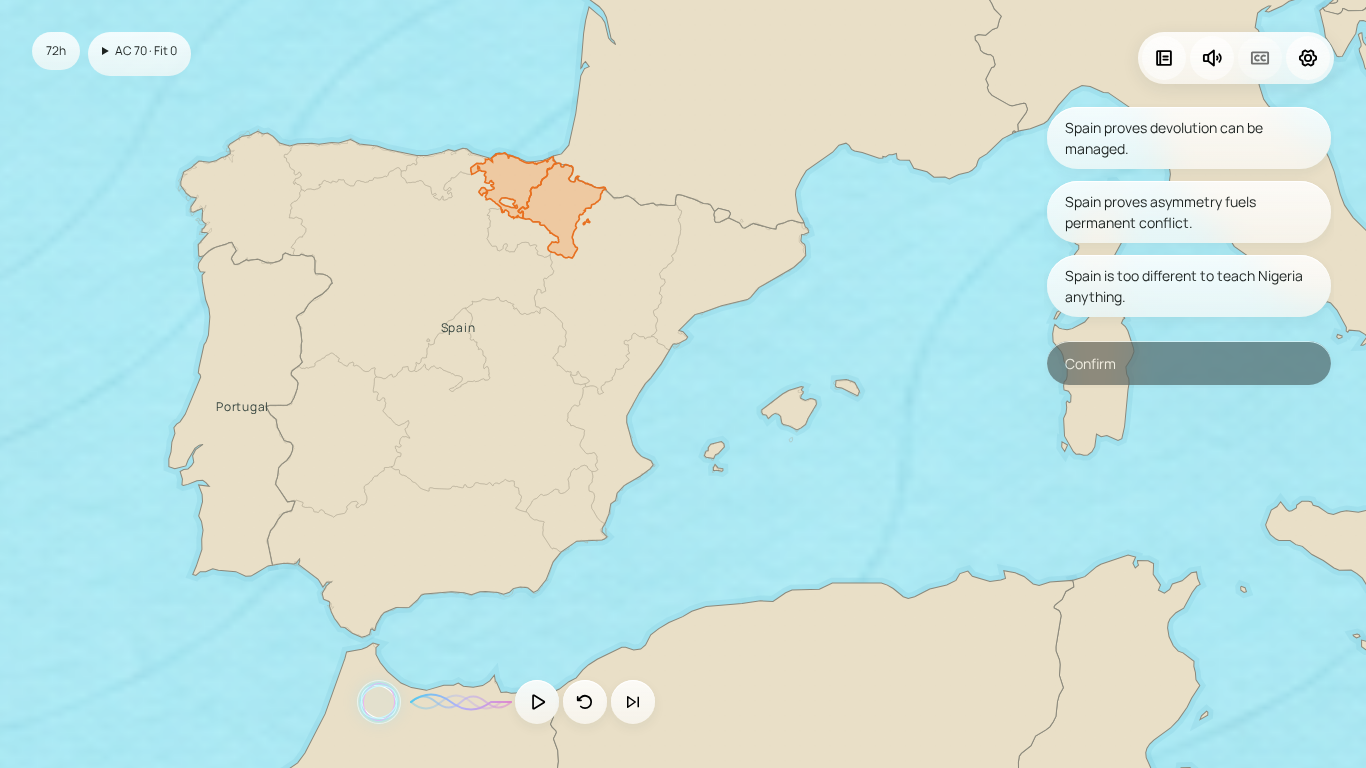 72h
AC 70 · Fit 0
CC
Spain proves devolution can be
managed.
Spain proves asymmetry fuels
permanent conflict.
Spain is too different to teach Nigeria
anything.
Confirm
Spain
Portugal